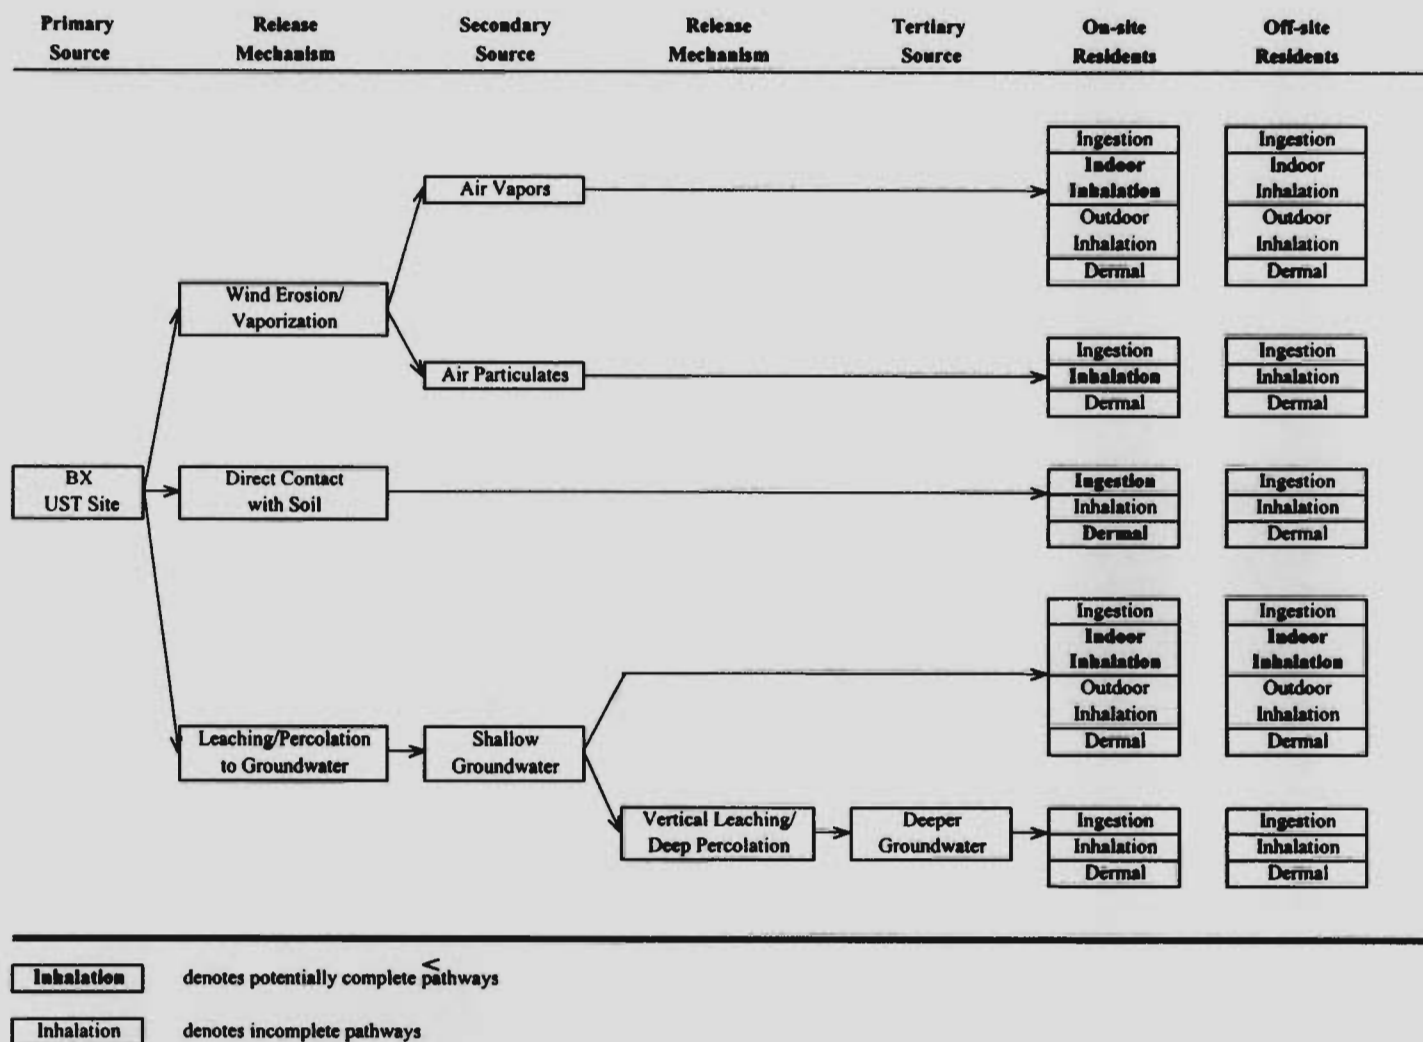 Primary Source
Release Mechanism
Secondary Source
Release Mechanism
Tertiary Source
On-site Residents
Off-site Residents
Air Vapors
Ingestion
Indoor
Inhalation
Outdoor
Inhalation
Dermal
Ingestion
Indoor
Inhalation
Outdoor
Inhalation
Dermal
Wind Erosion/
Vaporization
Air Particulates
Ingestion
Inhalation
Dermal
Ingestion
Inhalation
Dermal
BX
UST Site
Direct Contact
with Soil
Ingestion
Inhalation
Dermal
Ingestion
Inhalation
Dermal
Leaching/Percolation
to Groundwater
Shallow
Groundwater
Ingestion
Indoor
Inhalation
Outdoor
Inhalation
Dermal
Ingestion
Indoor
Inhalation
Outdoor
Inhalation
Dermal
Vertical Leaching/
Deep Percolation
Deeper
Groundwater
Ingestion
Inhalation
Dermal
Ingestion
Inhalation
Dermal
Inhalation denotes potentially complete pathways
Inhalation denotes incomplete pathways